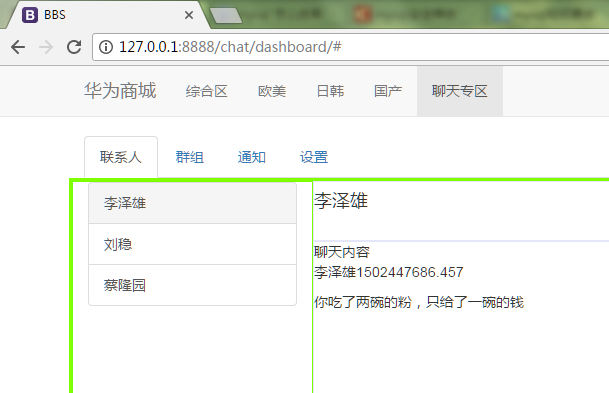 BBS
127.0.0.1:8888/chat/dashboard/#
华为商城 综合区 欧美 日韩 国产 聊天专区
联系人 群组 通知 设置
李泽雄
刘稳
蔡隆园
李泽雄
聊天内容
李泽雄1502447686.457
你吃了两碗的粉，只给了一碗的钱